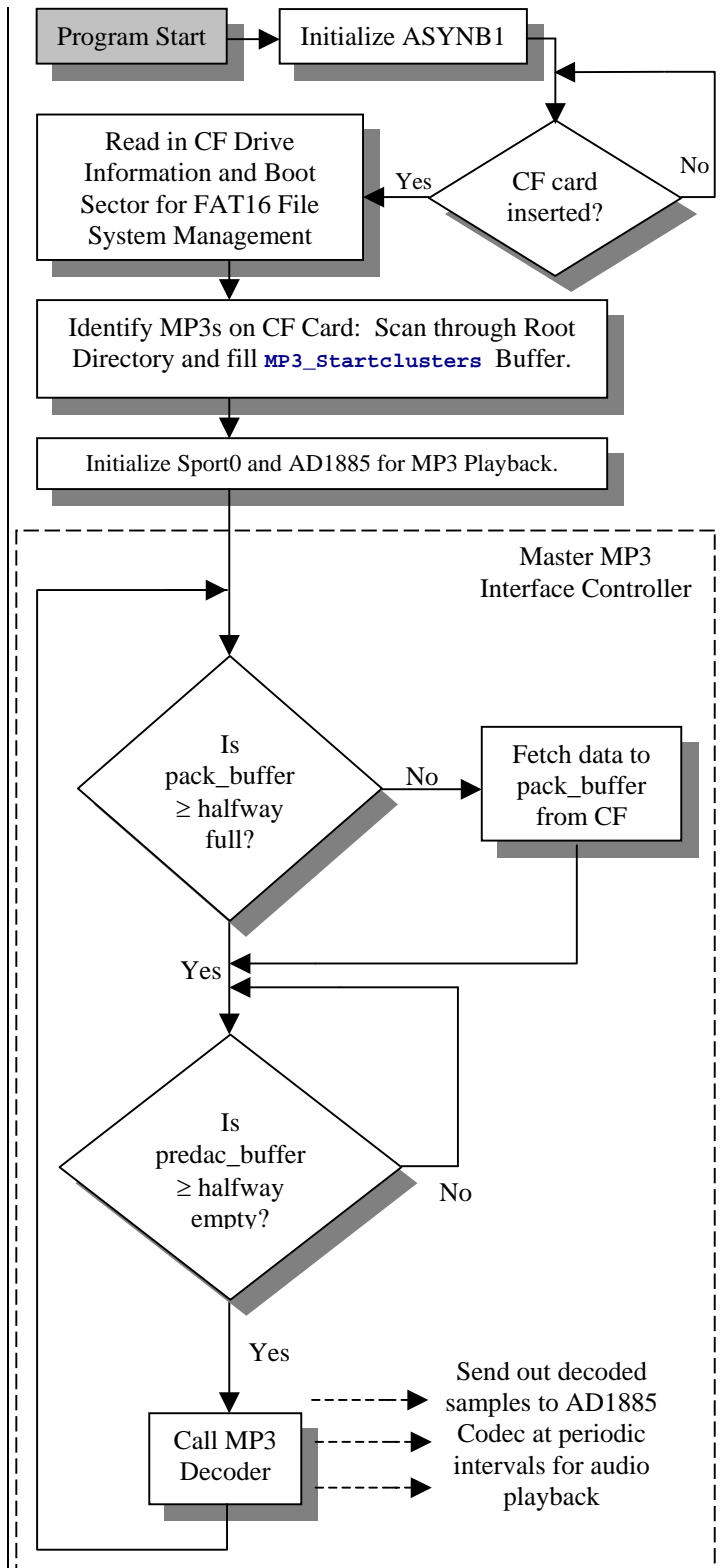 Program Start
Initialize ASYNB1
CF card
inserted?
No
Yes
Read in CF Drive
Information and Boot
Sector for FAT16 File
System Management
Identify MP3s on CF Card:  Scan through Root
Directory and fill MP3_Startclusters Buffer.
Initialize Sport0 and AD1885 for MP3 Playback.
Master MP3
Interface Controller
Is
pack_buffer
≥ halfway
full?
No
Fetch data to
pack_buffer
from CF
Yes
Is
predac_buffer
≥ halfway
empty?
No
Yes
Call MP3
Decoder
Send out decoded
samples to AD1885
Codec at periodic
intervals for audio
playback